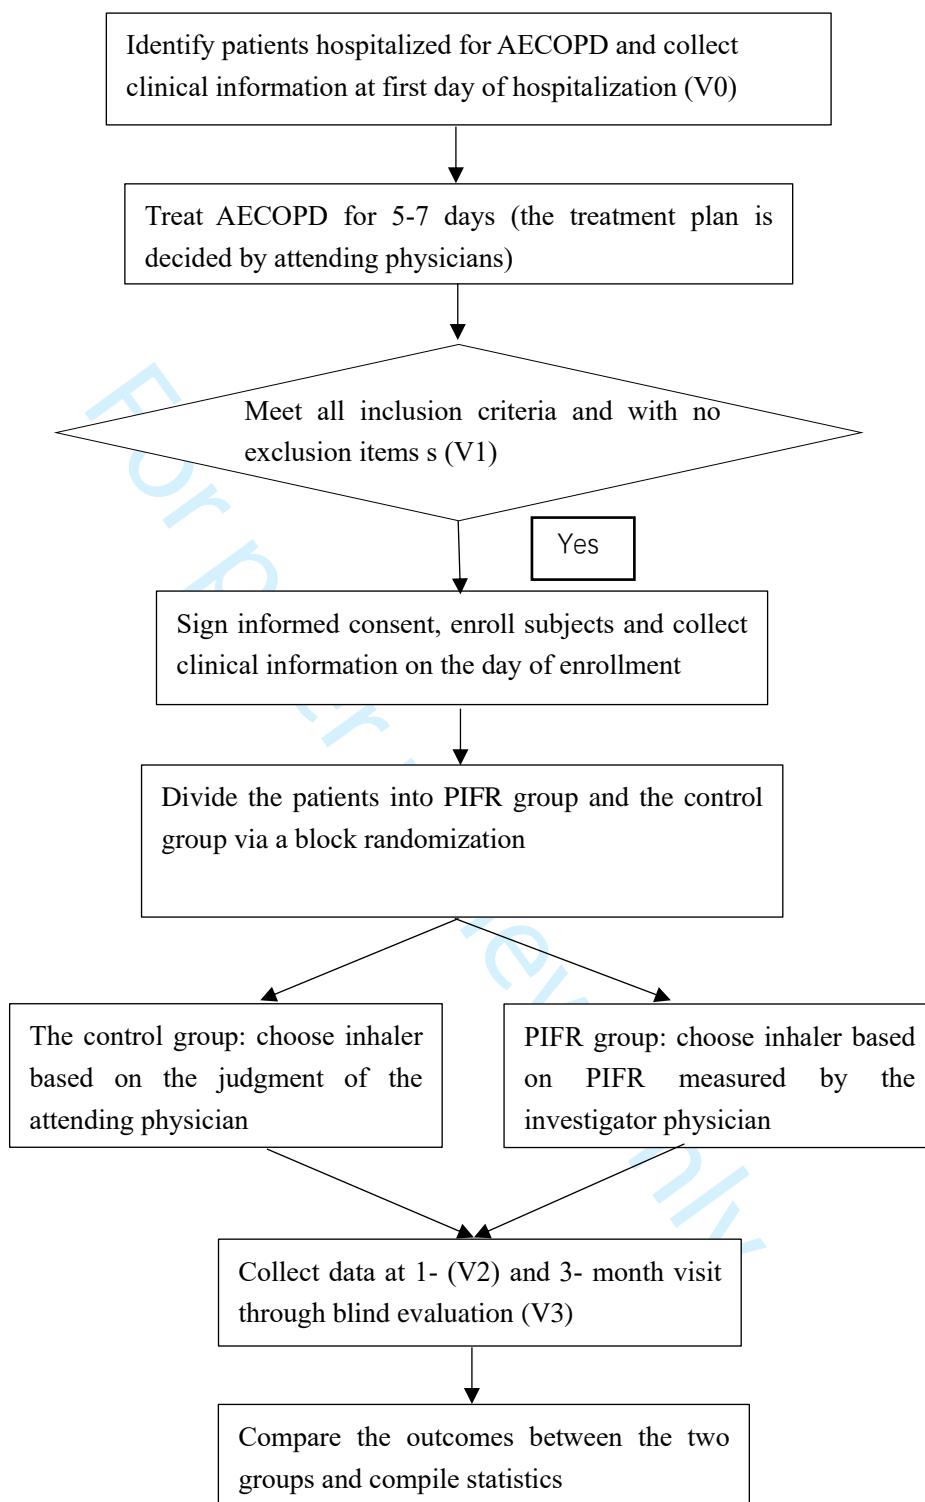 Identify patients hospitalized for AECOPD and collect
clinical information at first day of hospitalization (V0)
Treat AECOPD for 5-7 days (the treatment plan is
decided by attending physicians)
Meet all inclusion criteria and with no
exclusion items s (V1)
Yes
Sign informed consent, enroll subjects and collect
clinical information on the day of enrollment
Divide the patients into PIFR group and the control
group via a block randomization
The control group: choose inhaler
based on the judgment of the
attending physician
PIFR group: choose inhaler based
on PIFR measured by the
investigator physician
Collect data at 1- (V2) and 3- month visit
through blind evaluation (V3)
Compare the outcomes between the two
groups and compile statistics
For peer review only